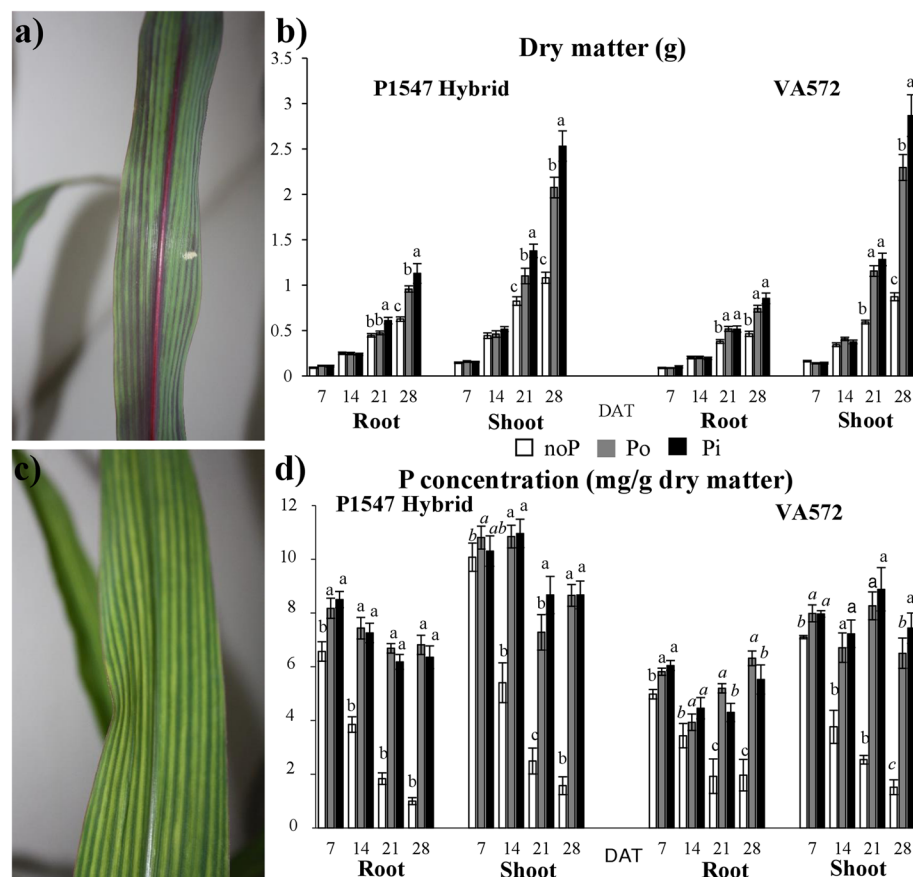 a)
b)
Dry matter (g)
P1547 Hybrid
VA572
3.5
3
2.5
2
1.5
1
0.5
0
b b a
c b a
c b a
c b a
b a a
b a a
b a a
c b a
7 14 21 28
7 14 21 28
7 14 21 28
7 14 21 28
Root
Shoot
DAT
Root
Shoot
noP Po Pi
c)
d)
P concentration (mg/g dry matter)
P1547 Hybrid
VA572
12
10
8
6
4
2
0
b a a
b a a
b a a
b a a
b a ab
b a a
c b a
c a a
b a a
b a a
c a b
c a b
b a a
b a a
b a a
c b a
7 14 21 28
7 14 21 28
7 14 21 28
7 14 21 28
Root
Shoot
DAT
Root
Shoot